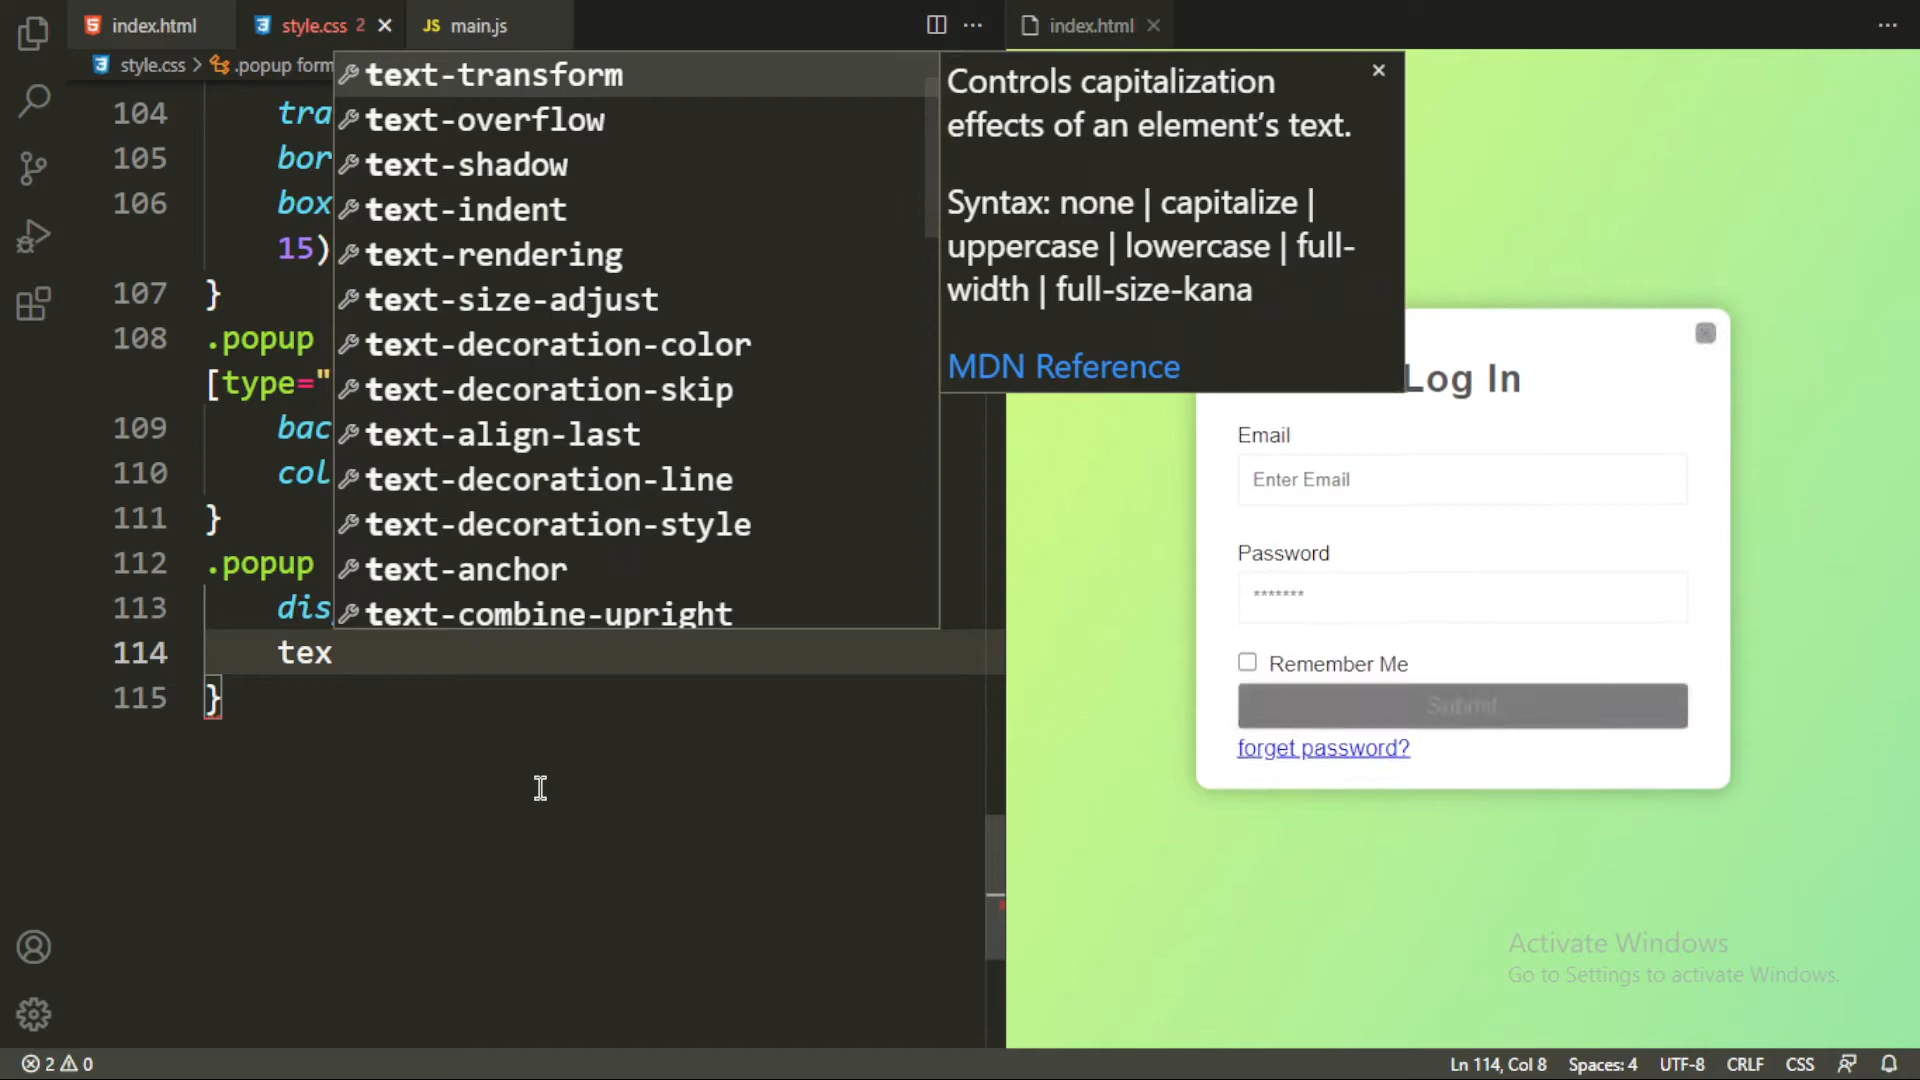 index.html
style.css 2
main.js
index.html
style.css > .popup form
104 tra
105 bor
106 box
15)
107 }
108 .popup
[type="
109 bac
110 col
111 }
112 .popup
113 dis
114 tex
115 }
text-transform
text-overflow
text-shadow
text-indent
text-rendering
text-size-adjust
text-decoration-color
text-decoration-skip
text-align-last
text-decoration-line
text-decoration-style
text-anchor
text-combine-upright
Controls capitalization
effects of an element’s text.
Syntax: none | capitalize |
uppercase | lowercase | full-
width | full-size-kana
MDN Reference
Log In
Email
Enter Email
Password
*******
Remember Me
Submit
forget password?
Activate Windows
Go to Settings to activate Windows.
2 0
Ln 114, Col 8
Spaces: 4
UTF-8
CRLF
CSS